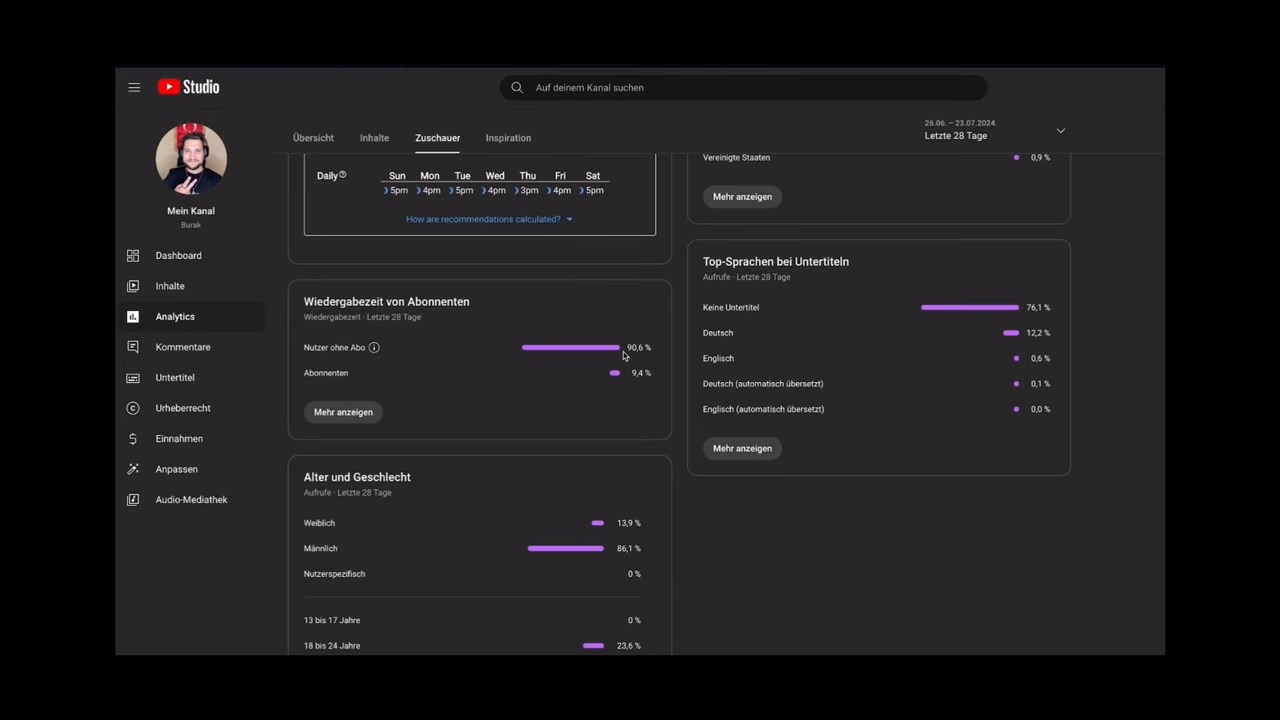 Studio
Auf deinem Kanal suchen
Mein Kanal
Burak
Dashboard
Inhalte
Analytics
Kommentare
Untertitel
Urheberrecht
Einnahmen
Anpassen
Audio-Mediathek
Übersicht Inhalte Zuschauer Inspiration
26.06. – 23.07.2024
Letzte 28 Tage
Daily
Sun Mon Tue Wed Thu Fri Sat
5pm 4pm 5pm 4pm 3pm 4pm 5pm
How are recommendations calculated?
Wiedergabezeit von Abonnenten
Wiedergabezeit · Letzte 28 Tage
Nutzer ohne Abo 90,6 %
Abonnenten 9,4 %
Mehr anzeigen
Alter und Geschlecht
Aufrufe · Letzte 28 Tage
Weiblich 13,9 %
Männlich 86,1 %
Nutzerspezifisch 0 %
13 bis 17 Jahre 0 %
18 bis 24 Jahre 23,6 %
Vereinigte Staaten 0,9 %
Mehr anzeigen
Top-Sprachen bei Untertiteln
Aufrufe · Letzte 28 Tage
Keine Untertitel 76,1 %
Deutsch 12,2 %
Englisch 0,6 %
Deutsch (automatisch übersetzt) 0,1 %
Englisch (automatisch übersetzt) 0,0 %
Mehr anzeigen